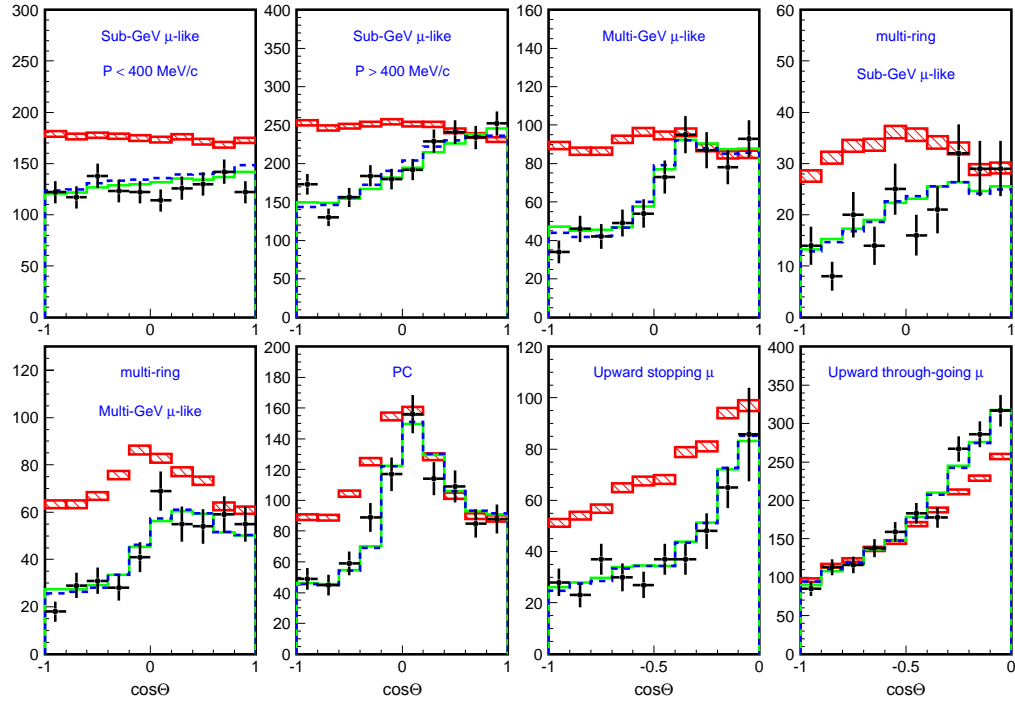 300
250
200
150
100
50
0
Sub-GeV μ-like
P < 400 MeV/c
-1 0 1
400
350
300
250
200
150
100
50
0
Sub-GeV μ-like
P > 400 MeV/c
-1 0 1
160
140
120
100
80
60
40
20
0
Multi-GeV μ-like
-1 0 1
60
50
40
30
20
10
0
multi-ring
Sub-GeV μ-like
-1 0 1
120
100
80
60
40
20
0
multi-ring
Multi-GeV μ-like
-1 0 1
cosΘ
200
180
160
140
120
100
80
60
40
20
0
PC
-1 0 1
cosΘ
120
100
80
60
40
20
0
Upward stopping μ
-1 -0.5 0
cosΘ
400
350
300
250
200
150
100
50
0
Upward through-going μ
-1 -0.5 0
cosΘ